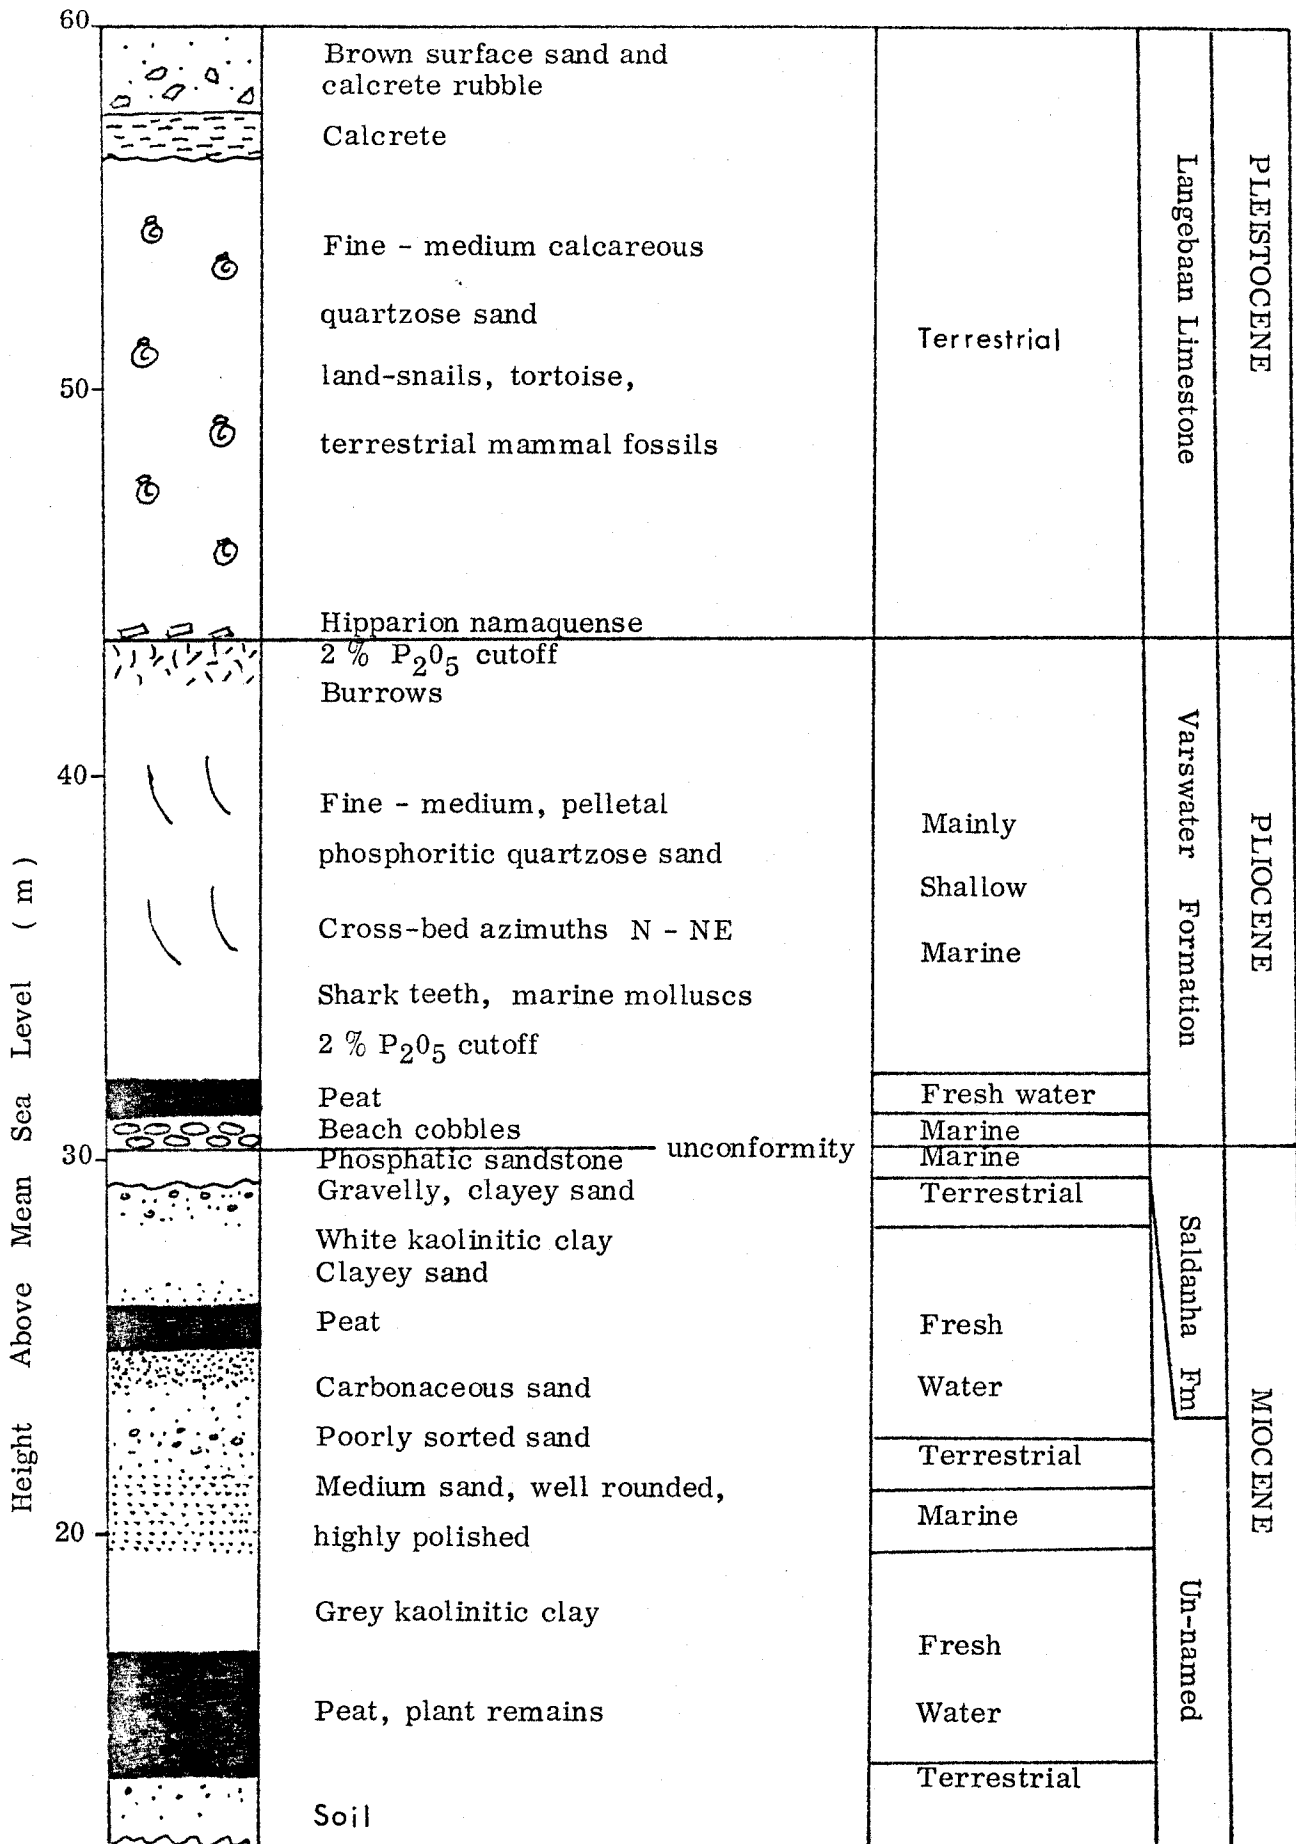 60
Brown surface sand and
calcrete rubble
Calcrete
Fine - medium calcareous
quartzose sand
Terrestrial
50
land-snails, tortoise,
terrestrial mammal fossils
Langebaan Limestone
PLEISTOCENE
Hipparion namaquense
2 % P2O5 cutoff
Burrows
40
Fine - medium, pelletal
phosphoritic quartzose sand
Cross-bed azimuths N - NE
Shark teeth, marine molluscs
2 % P2O5 cutoff
Mainly
Shallow
Marine
Varswater Formation
PLIOCENE
Peat
Fresh water
Beach cobbles
Marine
unconformity
30
Phosphatic sandstone
Marine
Gravelly, clayey sand
Terrestrial
White kaolinitic clay
Clayey sand
Peat
Carbonaceous sand
Fresh
Water
Saldanha Fm
Poorly sorted sand
Terrestrial
Medium sand, well rounded,
highly polished
Marine
20
Grey kaolinitic clay
Peat, plant remains
Fresh
Water
Un-named
MIOCENE
Terrestrial
Soil
Height Above Mean Sea Level ( m )